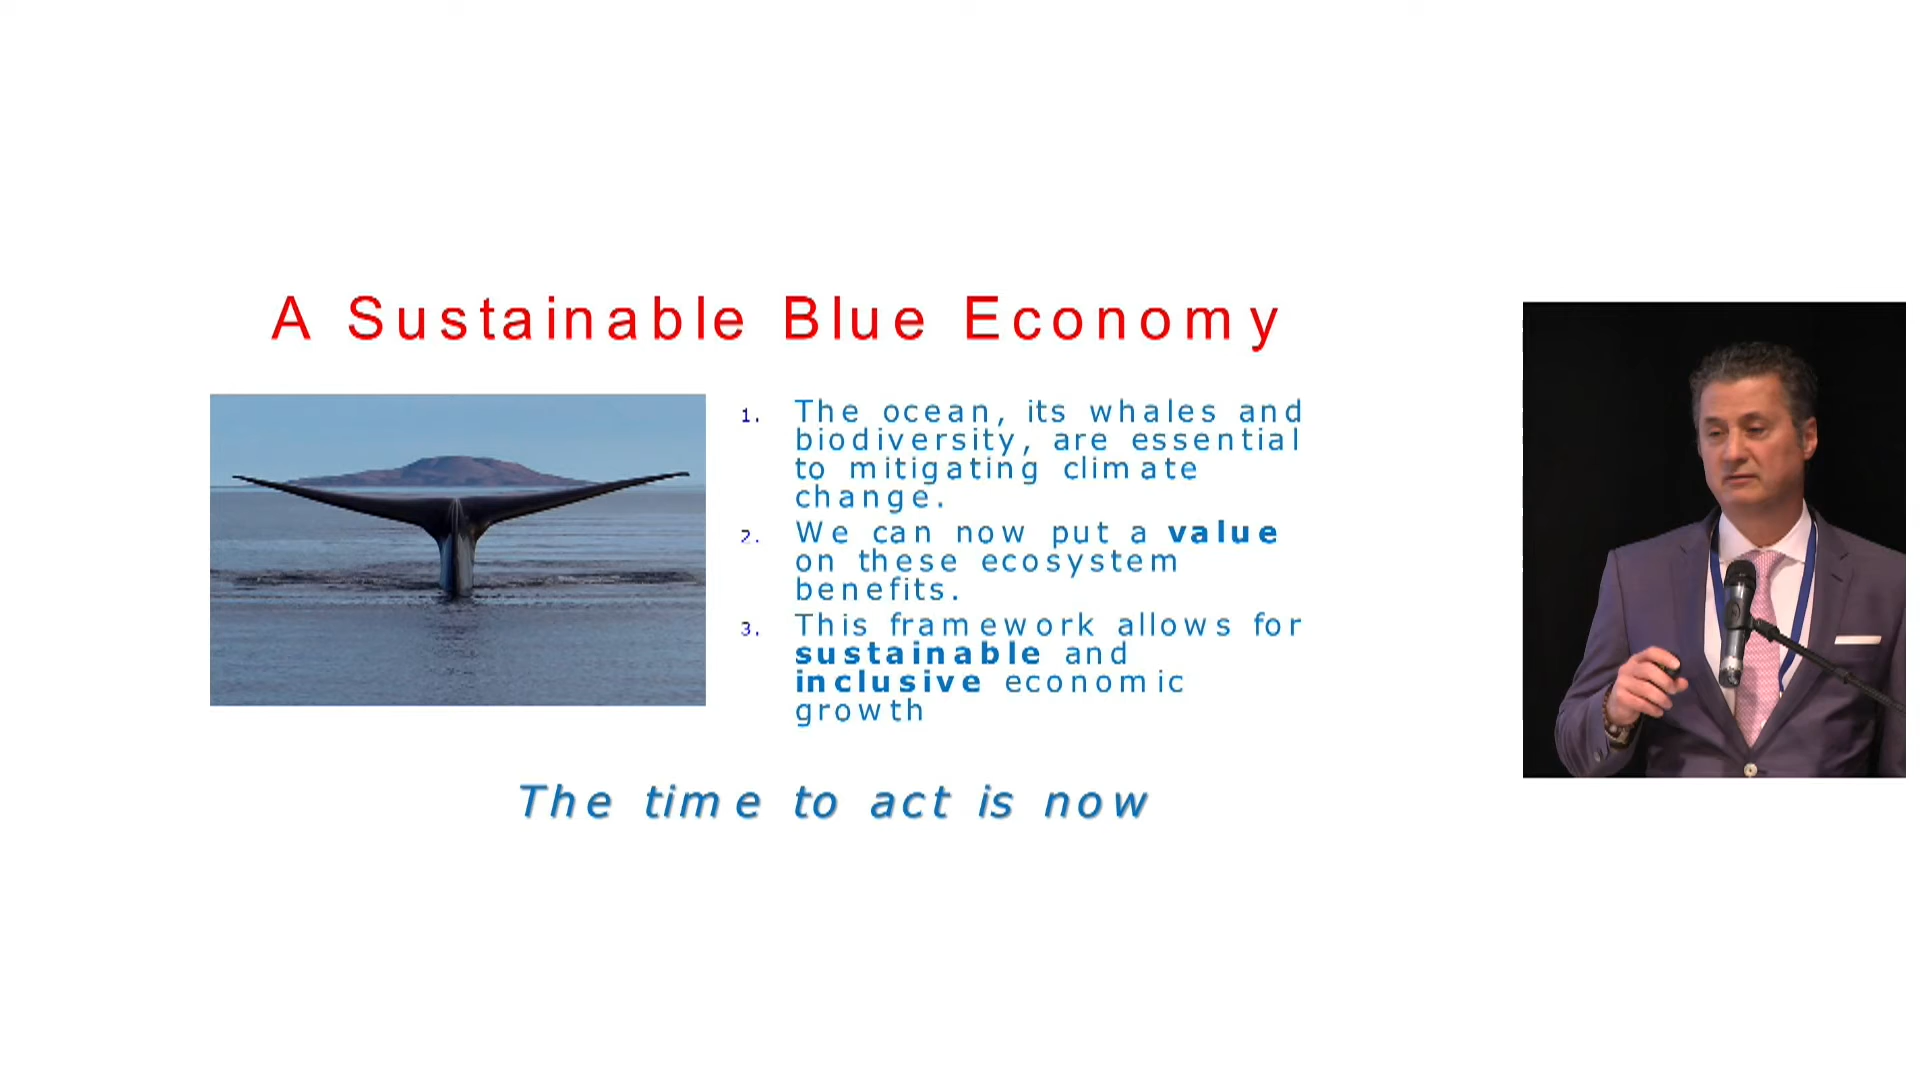 A Sustainable Blue Economy
1. The ocean, its whales and
biodiversity, are essential
to mitigating climate
change.
2. We can now put a value
on these ecosystem
benefits.
3. This framework allows for
sustainable and
inclusive economic
growth
The time to act is now